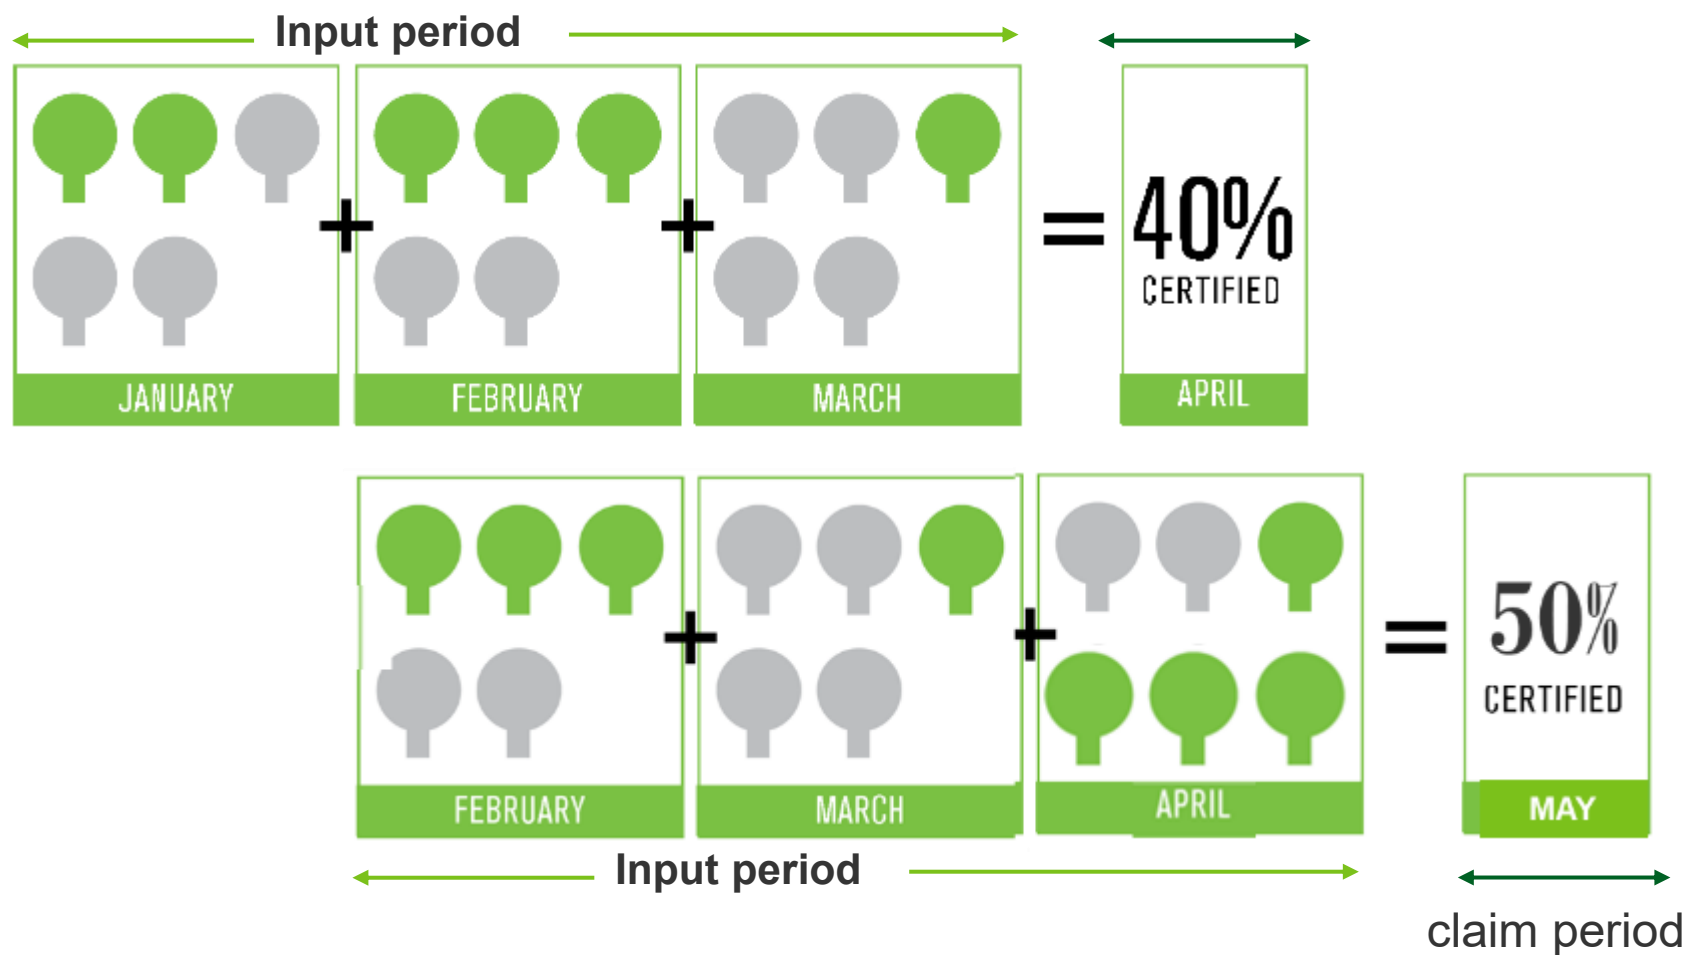 Input period
+ + = 40%
CERTIFIED
JANUARY FEBRUARY MARCH APRIL
+ + = 50%
CERTIFIED
FEBRUARY MARCH APRIL MAY
Input period
claim period